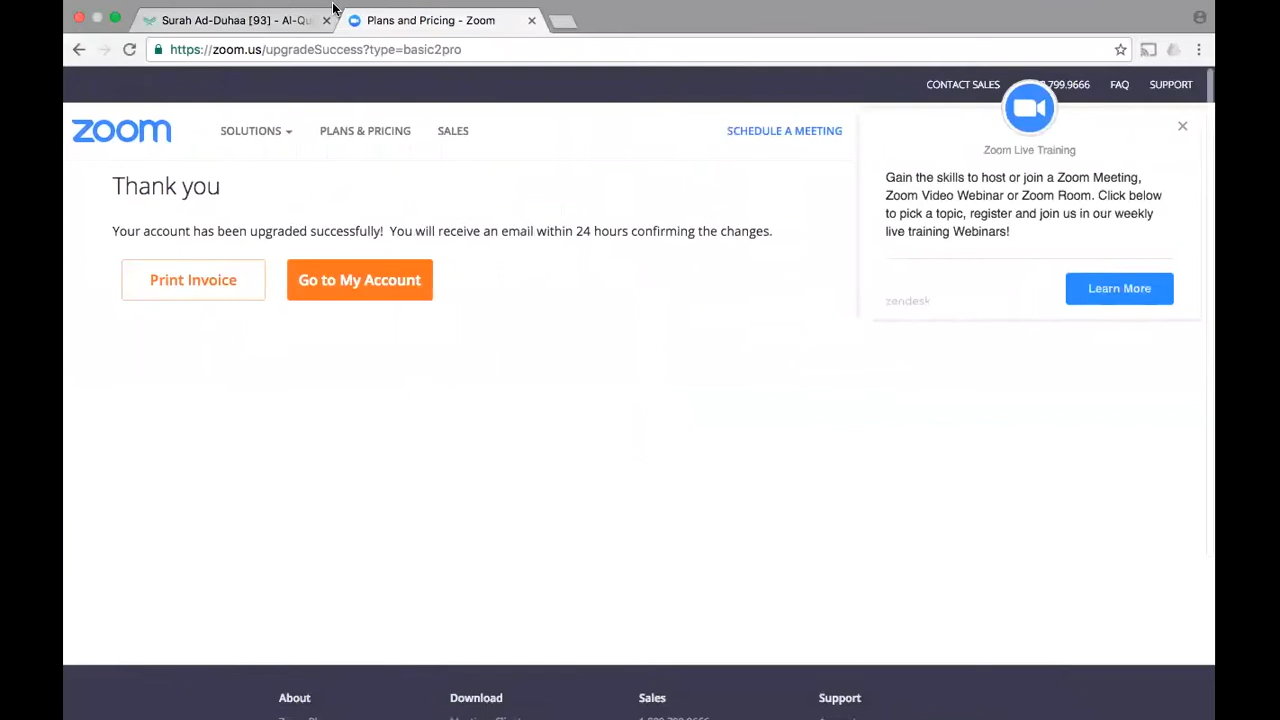 Surah Ad-Duhaa [93] - Al-Qu
Plans and Pricing - Zoom
https://zoom.us/upgradeSuccess?type=basic2pro
CONTACT SALES
.799.9666
FAQ
SUPPORT
zoom
SOLUTIONS
PLANS & PRICING
SALES
SCHEDULE A MEETING
Zoom Live Training
Gain the skills to host or join a Zoom Meeting,
Zoom Video Webinar or Zoom Room. Click below
to pick a topic, register and join us in our weekly
live training Webinars!
zendesk
Learn More
Thank you
Your account has been upgraded successfully! You will receive an email within 24 hours confirming the changes.
Print Invoice
Go to My Account
About
Download
Sales
Support